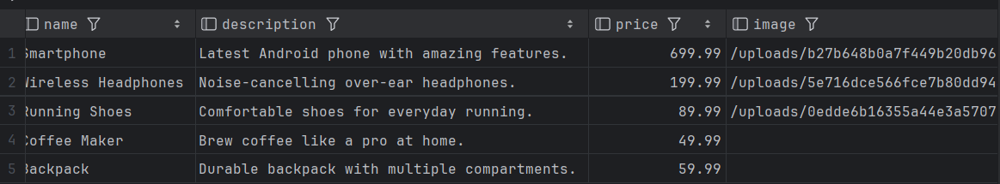 name description price image
1 Smartphone Latest Android phone with amazing features. 699.99 /uploads/b27b648b0a7f449b20db96
2 Wireless Headphones Noise-cancelling over-ear headphones. 199.99 /uploads/5e716dce566fce7b80dd94
3 Running Shoes Comfortable shoes for everyday running. 89.99 /uploads/0edde6b16355a44e3a5707
4 Coffee Maker Brew coffee like a pro at home. 49.99
5 Backpack Durable backpack with multiple compartments. 59.99